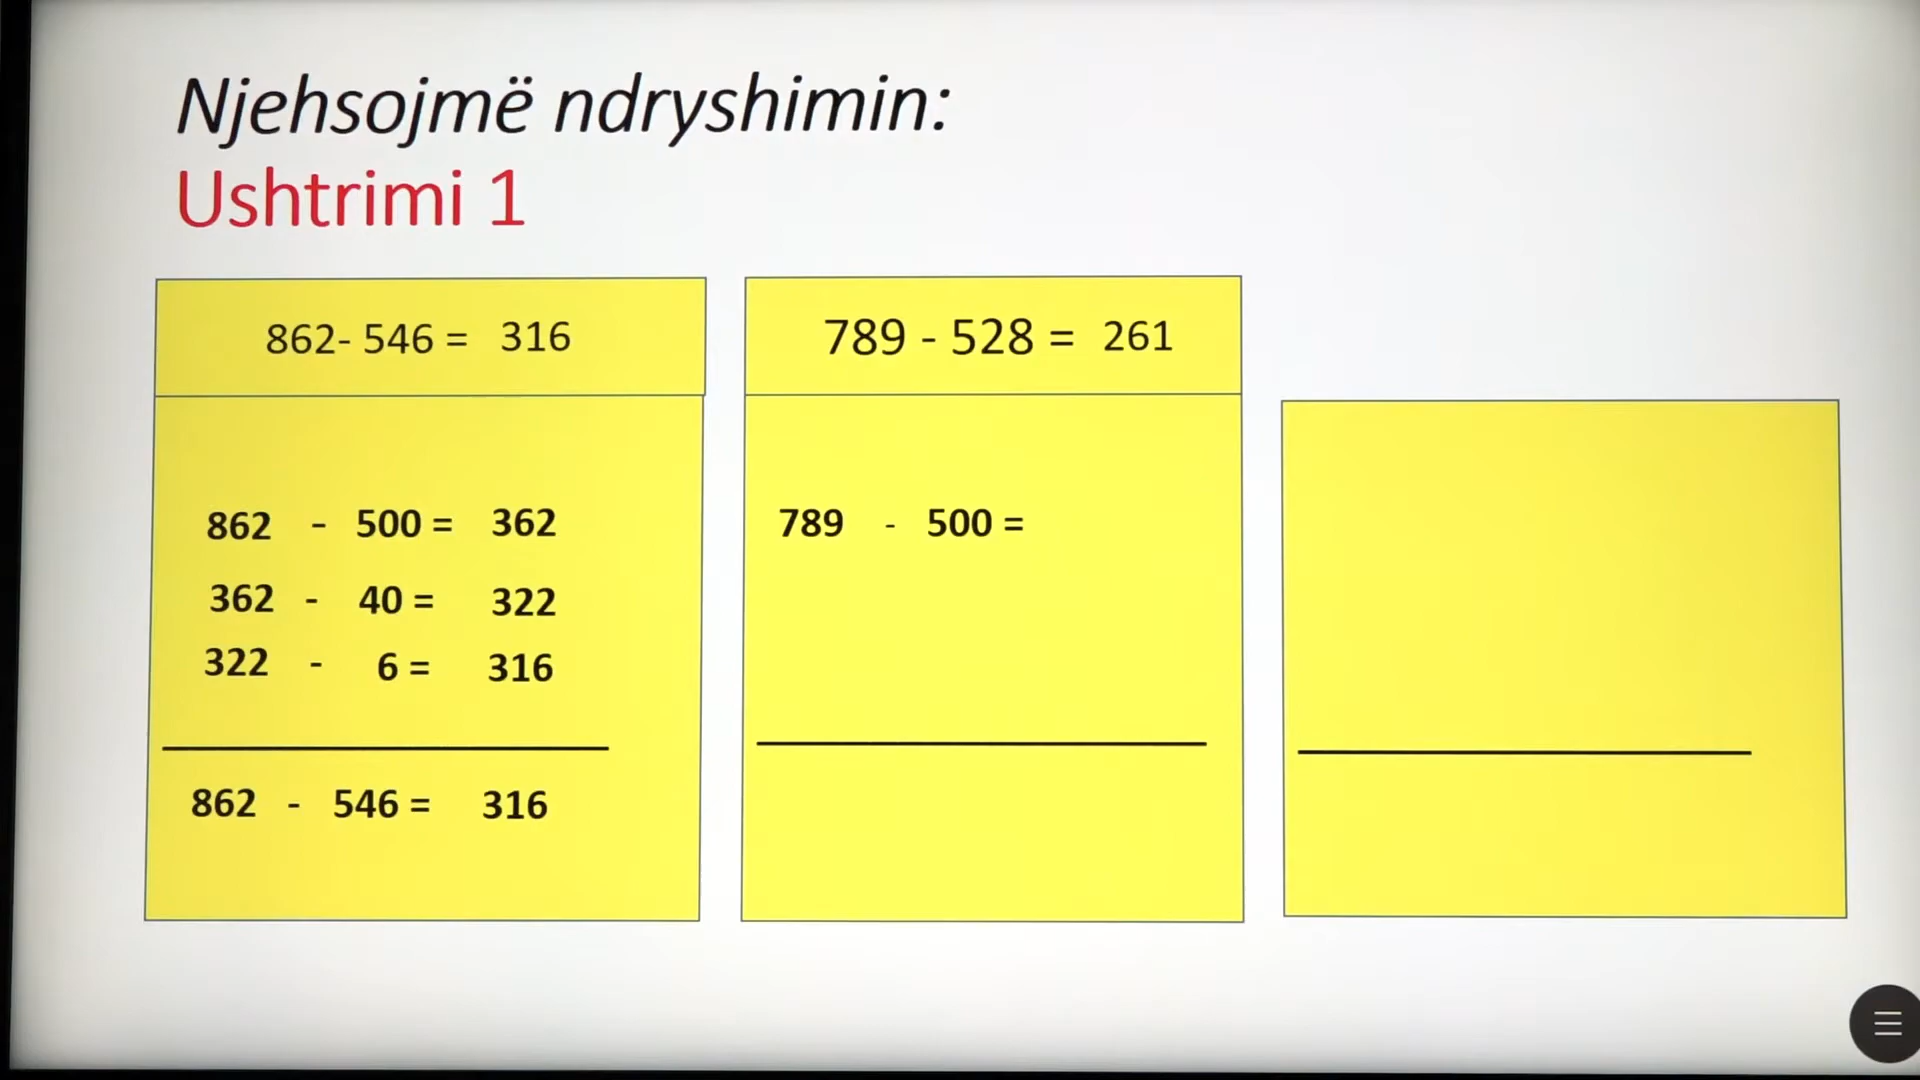 Njehsojmë ndryshimin:
Ushtrimi 1
862- 546 = 316
862 - 500 = 362
362 - 40 = 322
322 - 6 = 316
862 - 546 = 316
789 - 528 = 261
789 - 500 =